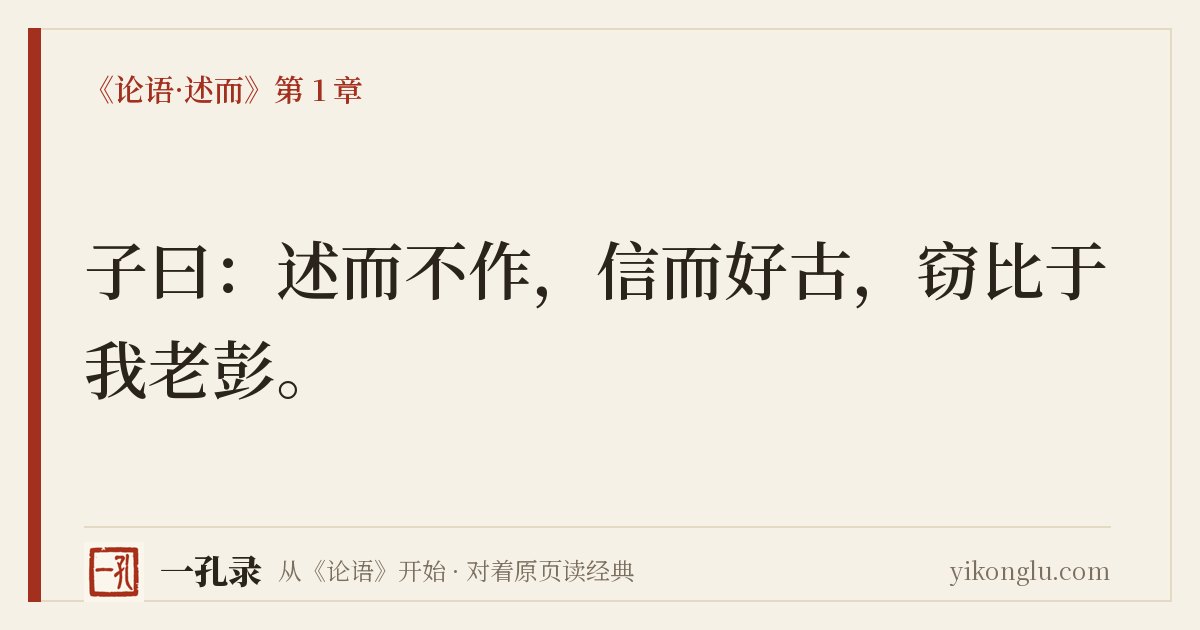 《论语·述而》第 1 章
子曰：述而不作，信而好古，窃比于
我老彭。
一孔
一孔录 从《论语》开始 · 对着原页读经典
yikonglu.com